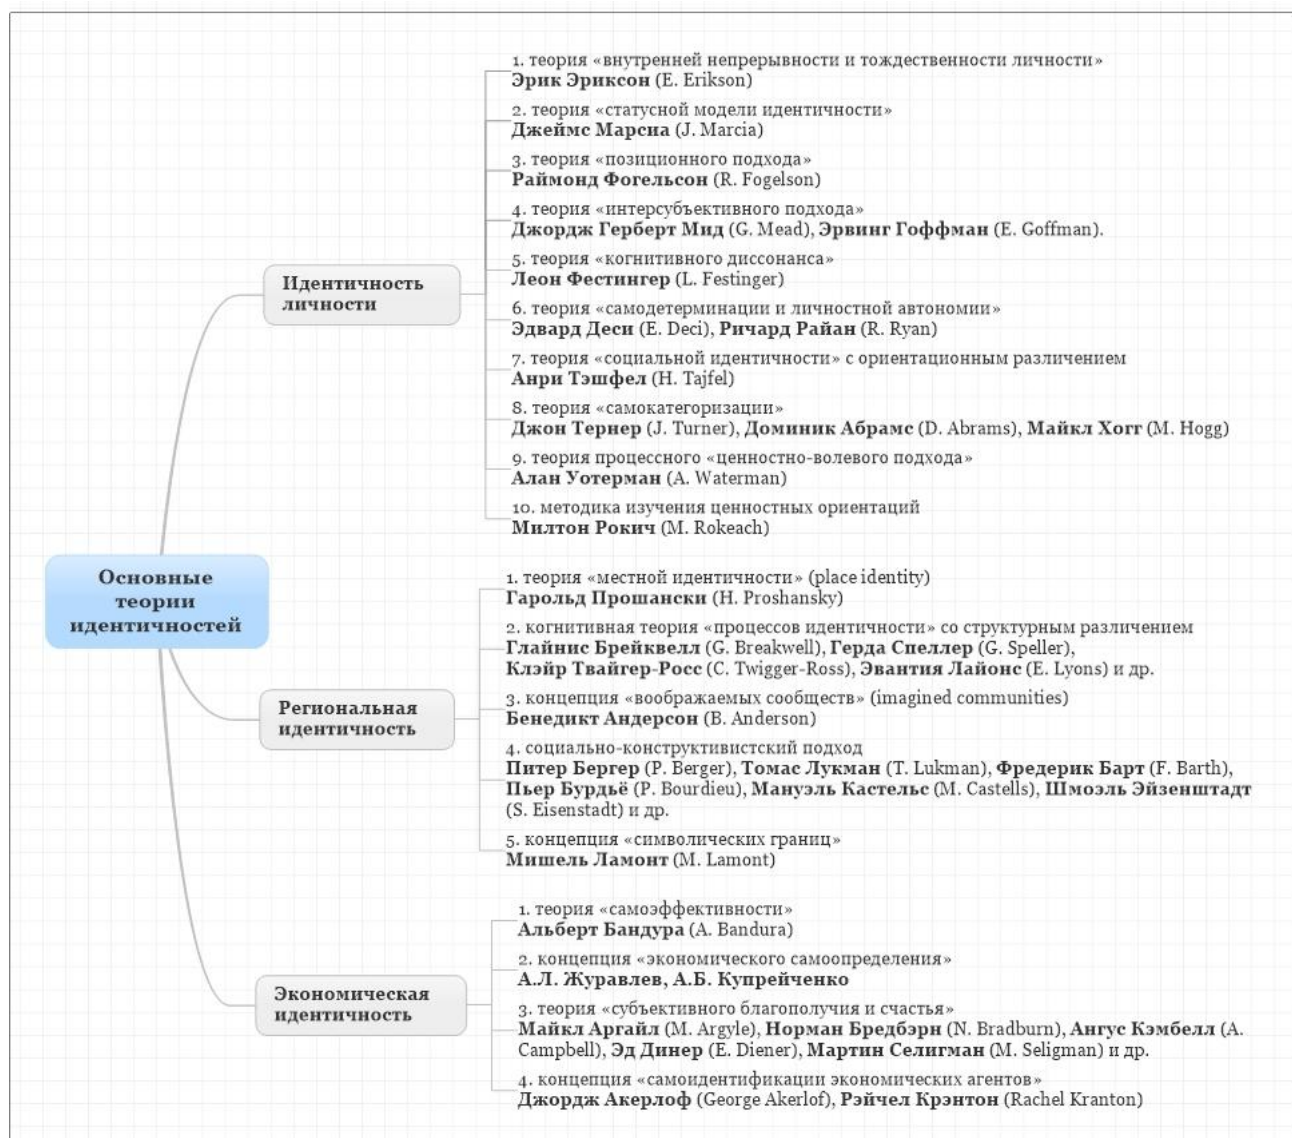 Основные
теории
идентичностей
Идентичность
личности
1. теория «внутренней непрерывности и тождественности личности»
Эрик Эриксон (E. Erikson)
2. теория «статусной модели идентичности»
Джеймс Марсиа (J. Marcia)
3. теория «позиционного подхода»
Раймонд Фогельсон (R. Fogelson)
4. теория «интерсубъективного подхода»
Джордж Герберт Мид (G. Mead), Эрвинг Гоффман (E. Goffman).
5. теория «когнитивного диссонанса»
Леон Фестингер (L. Festinger)
6. теория «самодетерминации и личностной автономии»
Эдвард Деси (E. Deci), Ричард Райан (R. Ryan)
7. теория «социальной идентичности» с ориентационным различением
Анри Тэшфел (H. Tajfel)
8. теория «самокатегоризации»
Джон Тернер (J. Turner), Доминик Абрамс (D. Abrams), Майкл Хогг (M. Hogg)
9. теория процессного «ценностно-волевого подхода»
Алан Уотерман (A. Waterman)
10. методика изучения ценностных ориентаций
Милтон Рокич (M. Rokeach)
Региональная
идентичность
1. теория «местной идентичности» (place identity)
Гарольд Прошански (H. Proshansky)
2. когнитивная теория «процессов идентичности» со структурным различением
Глайнис Брейквелл (G. Breakwell), Герда Спеллер (G. Speller),
Клэйр Твайгер-Росс (C. Twigger-Ross), Эвантия Лайонс (E. Lyons) и др.
3. концепция «воображаемых сообществ» (imagined communities)
Бенедикт Андерсон (B. Anderson)
4. социально-конструктивистский подход
Питер Бергер (P. Berger), Томас Лукман (T. Lukman), Фредерик Барт (F. Barth),
Пьер Бурдьё (P. Bourdieu), Мануэль Кастельс (M. Castells), Шмоэль Эйзенштадт
(S. Eisenstadt) и др.
5. концепция «символических границ»
Мишель Ламонт (M. Lamont)
Экономическая
идентичность
1. теория «самоэффективности»
Альберт Бандура (A. Bandura)
2. концепция «экономического самоопределения»
А.Л. Журавлев, А.Б. Купрейченко
3. теория «субъективного благополучия и счастья»
Майкл Аргайл (M. Argyle), Норман Бредбэрн (N. Bradburn), Ангус Кэмбелл (A.
Campbell), Эд Динер (E. Diener), Мартин Селигман (M. Seligman) и др.
4. концепция «самоидентификации экономических агентов»
Джордж Акерлоф (George Akerlof), Рэйчел Крэнтон (Rachel Kranton)